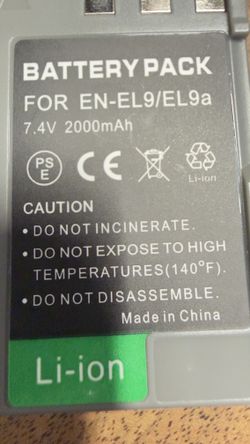 BATTERY PACK
FOR EN-EL9/EL9a
7.4V 2000mAh
PS
E
CE
Li-ion
CAUTION
• DO NOT INCINERATE.
• DO NOT EXPOSE TO HIGH
TEMPERATURES(140°F).
• DO NOT DISASSEMBLE.
Made in China
Li-ion